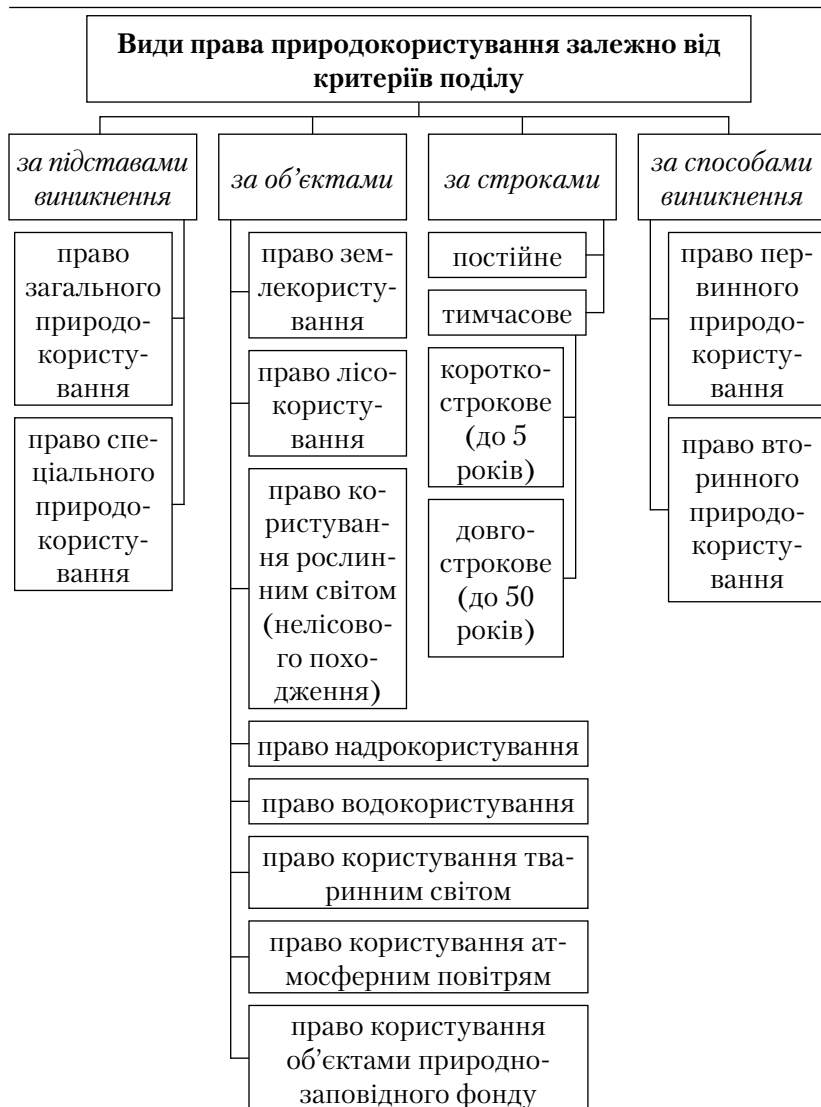 Види права природокористування залежно від
критеріїв поділу
за підставами
виникнення
право
загального
природо-
користу-
вання
право спе-
ціального
природо-
користу-
вання
за об’єктами
право зем-
лекористу-
вання
право лісо-
користу-
вання
право ко-
ристуван-
ня рослин-
ним світом
(нелісово-
го похо-
дження)
право надрокористування
право водокористування
право користування тва-
ринним світом
право користування ат-
мосферним повітрям
право користування
об’єктами природно-
заповідного фонду
за строками
постійне
тимчасове
коротко-
строкове
(до 5
років)
довго-
строкове
(до 50
років)
за способами
виникнення
право пер-
винного
природо-
користу-
вання
право вто-
ринного
природо-
користу-
вання